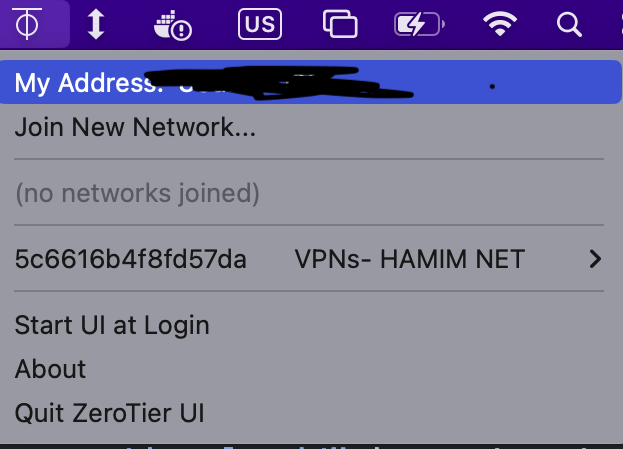 US
My Address:
Join New Network...
(no networks joined)
5c6616b4f8fd57da VPNs- HAMIM NET
Start UI at Login
About
Quit ZeroTier UI